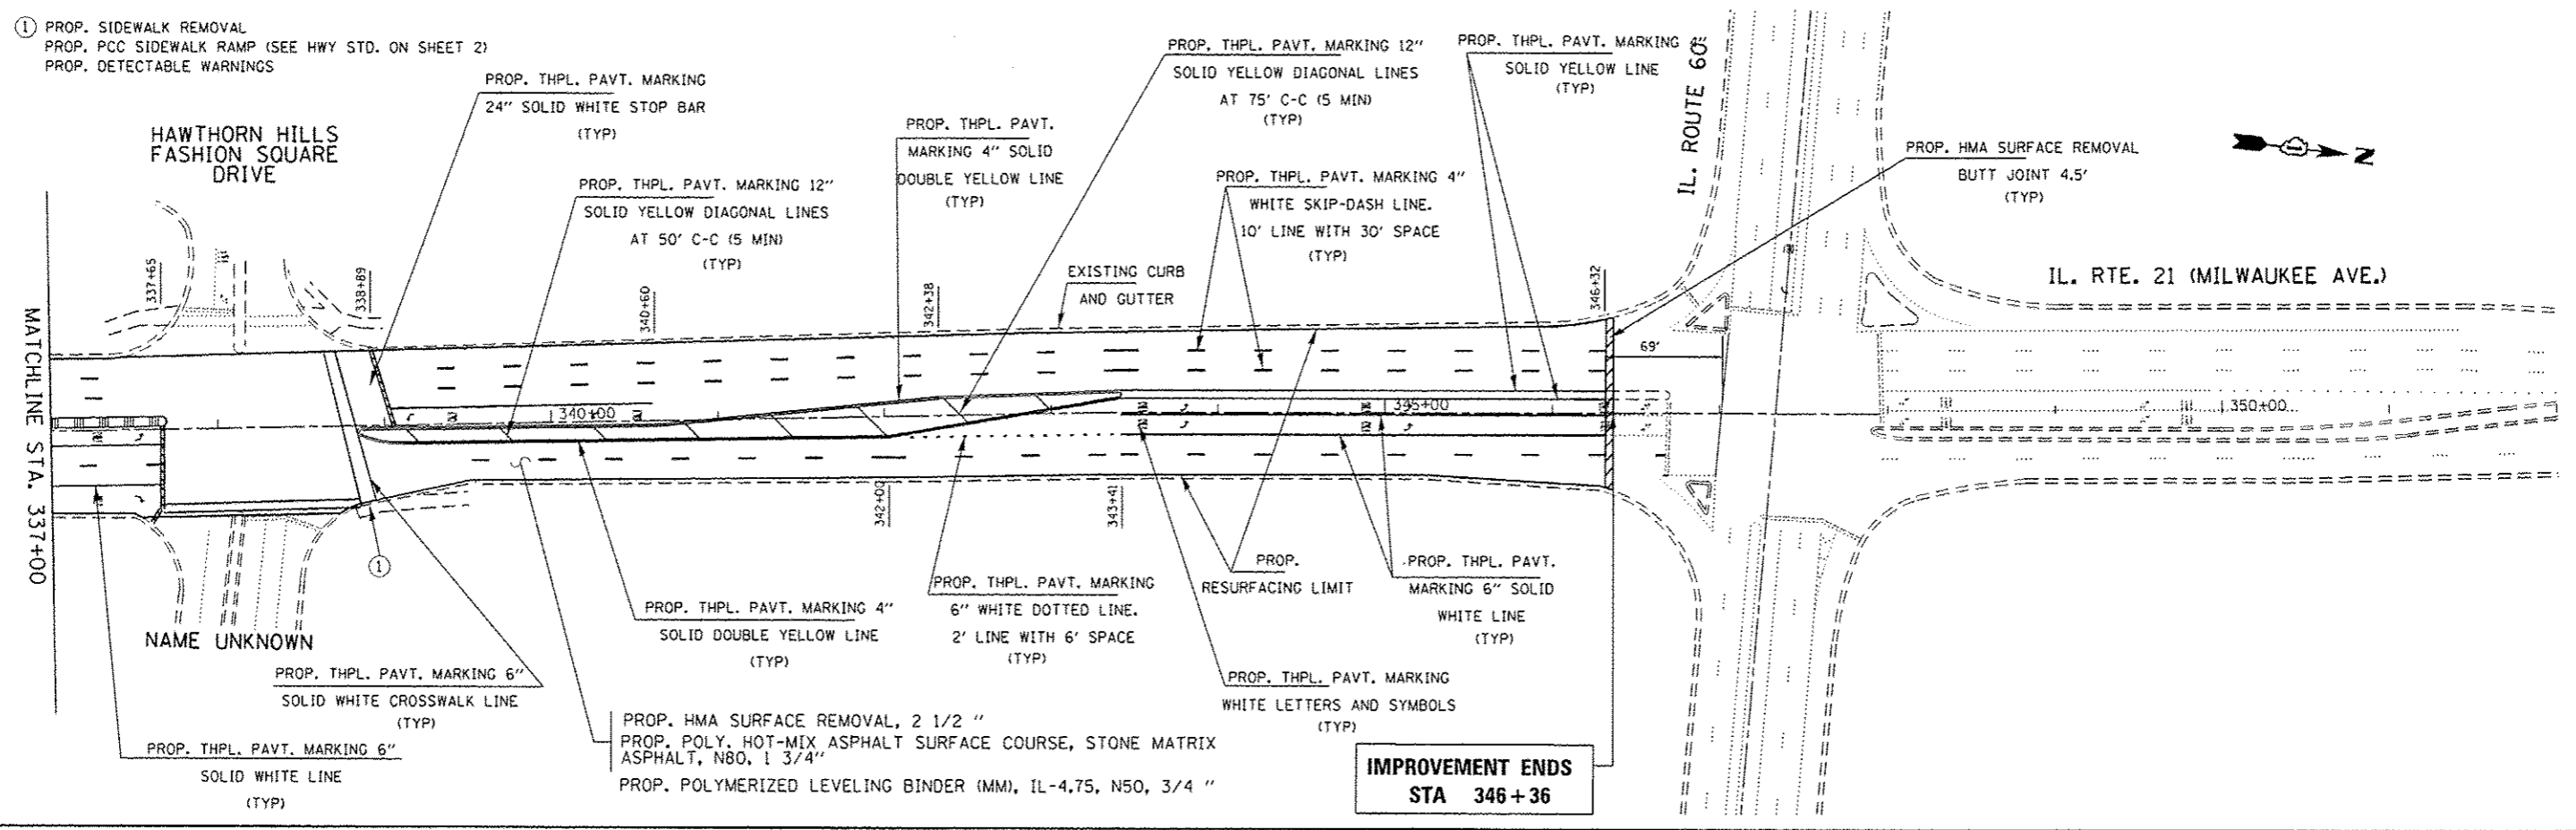 ① PROP. SIDEWALK REMOVAL
PROP. PCC SIDEWALK RAMP (SEE HWY STD. ON SHEET 2)
PROP. DETECTABLE WARNINGS
HAWTHORN HILLS
FASHION SQUARE
DRIVE
PROP. THPL. PAVT. MARKING
24" SOLID WHITE STOP BAR
(TYP)
PROP. THPL. PAVT. MARKING 12"
SOLID YELLOW DIAGONAL LINES
AT 50' C-C (5 MIN)
(TYP)
PROP. THPL. PAVT.
MARKING 4" SOLID
DOUBLE YELLOW LINE
(TYP)
PROP. THPL. PAVT. MARKING 12"
SOLID YELLOW DIAGONAL LINES
AT 75' C-C (5 MIN)
(TYP)
PROP. THPL. PAVT. MARKING 4"
WHITE SKIP-DASH LINE.
10' LINE WITH 30' SPACE
(TYP)
EXISTING CURB
AND GUTTER
PROP. THPL. PAVT. MARKING 4"
SOLID YELLOW LINE
(TYP)
IL. ROUTE 60
PROP. HMA SURFACE REMOVAL
BUTT JOINT 4.5'
(TYP)
N
IL. RTE. 21 (MILWAUKEE AVE.)
MATCHLINE STA. 337+00
337+65
338+89
340+60
342+38
346+32
69'
340+00
345+00
350+00
342+00
343+41
①
NAME UNKNOWN
PROP. THPL. PAVT. MARKING 6"
SOLID WHITE CROSSWALK LINE
(TYP)
PROP. THPL. PAVT. MARKING 6"
SOLID WHITE LINE
(TYP)
PROP. THPL. PAVT. MARKING 4"
SOLID DOUBLE YELLOW LINE
(TYP)
PROP. THPL. PAVT. MARKING
6" WHITE DOTTED LINE.
2' LINE WITH 6' SPACE
(TYP)
PROP.
RESURFACING LIMIT
PROP. THPL. PAVT.
MARKING 6" SOLID
WHITE LINE
(TYP)
PROP. THPL. PAVT. MARKING
WHITE LETTERS AND SYMBOLS
(TYP)
PROP. HMA SURFACE REMOVAL, 2 1/2 "
PROP. POLY. HOT-MIX ASPHALT SURFACE COURSE, STONE MATRIX
ASPHALT, N80, 1 3/4"
PROP. POLYMERIZED LEVELING BINDER (MM), IL-4.75, N50, 3/4 "
IMPROVEMENT ENDS
STA 346+36